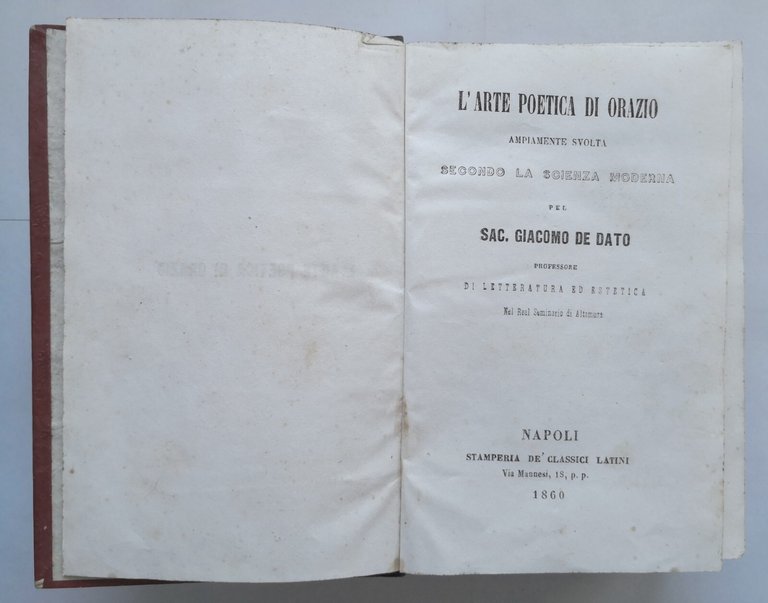 L'ARTE POETICA DI ORAZIO
AMPIAMENTE SVOLTA
SECONDO LA SCIENZA MODERNA
PEL
SAC. GIACOMO DE DATO
PROFESSORE
DI LETTERATURA ED ESTETICA
Nel Real Seminario di Altamura
NAPOLI
STAMPERIA DE' CLASSICI LATINI
Via Mannesi, 18, p. p.
1860